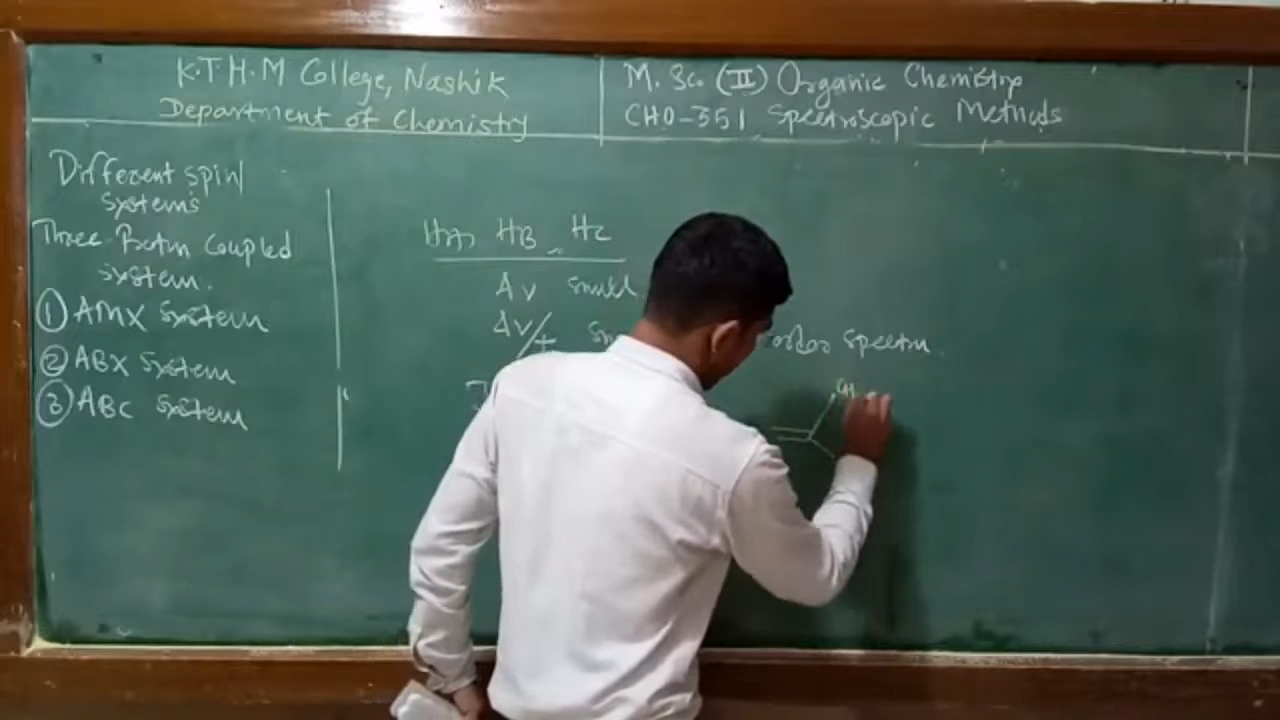 K.T.H.M College, Nashik
Department of Chemistry
M. Sc. (II) Organic Chemistry
CHO-351 Spectroscopic Methods
Different spin
systems
Three Proton Coupled
system.
① AMX System
② ABX System
③ ABC System
HA HB HC
Δν small
Δν/J
order spectra
J